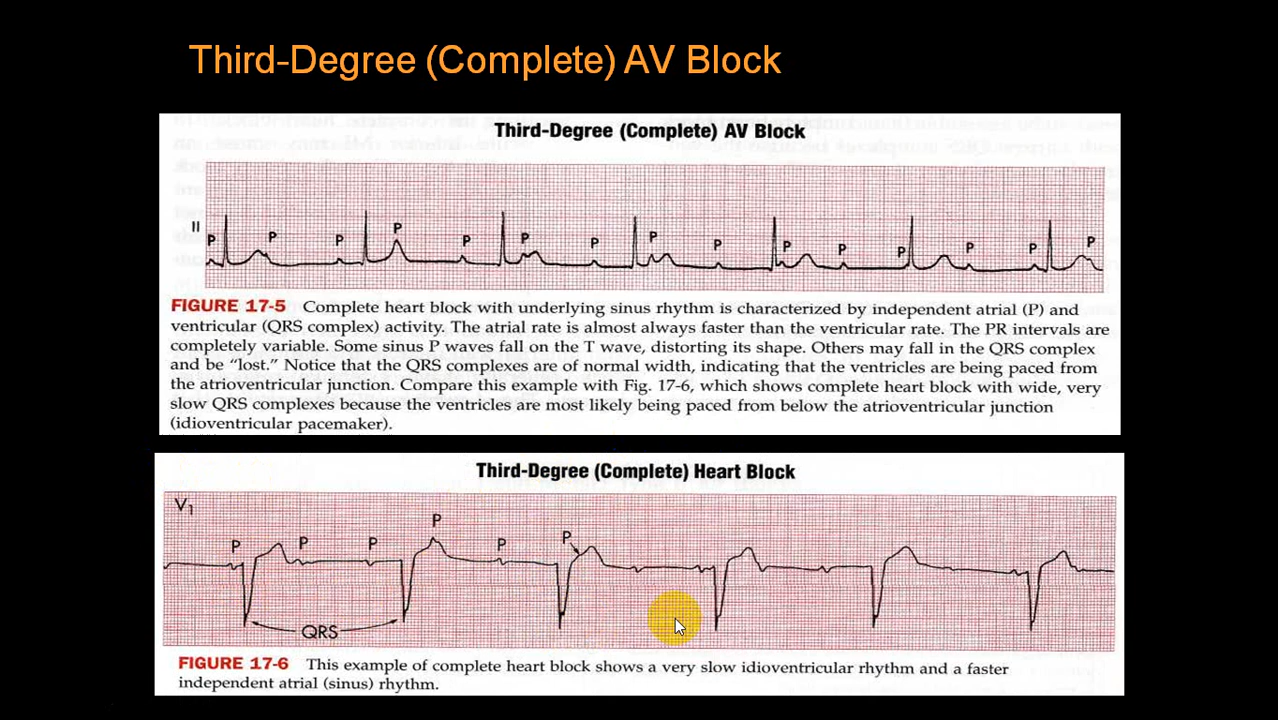 Third-Degree (Complete) AV Block
Third-Degree (Complete) AV Block
II
P P P P P P P P P P P P P P P
FIGURE 17-5 Complete heart block with underlying sinus rhythm is characterized by independent atrial (P) and
ventricular (QRS complex) activity. The atrial rate is almost always faster than the ventricular rate. The PR intervals are
completely variable. Some sinus P waves fall on the T wave, distorting its shape. Others may fall in the QRS complex
and be “lost.” Notice that the QRS complexes are of normal width, indicating that the ventricles are being paced from
the atrioventricular junction. Compare this example with Fig. 17-6, which shows complete heart block with wide, very
slow QRS complexes because the ventricles are most likely being paced from below the atrioventricular junction
(idioventricular pacemaker).
Third-Degree (Complete) Heart Block
V1
P P P P P P
QRS
FIGURE 17-6 This example of complete heart block shows a very slow idioventricular rhythm and a faster
independent atrial (sinus) rhythm.